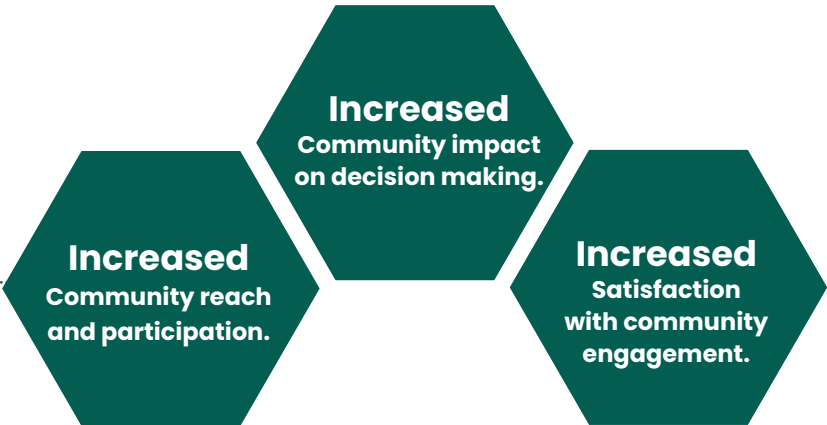 Increased
Community reach
and participation.
Increased
Community impact
on decision making.
Increased
Satisfaction
with community
engagement.